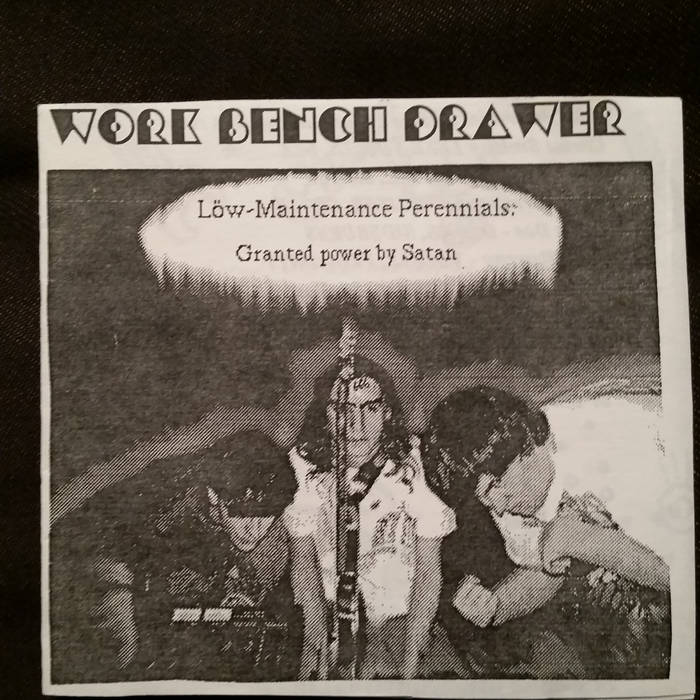 WORK BENCH DRAWER
Löw-Maintenance Perennials:
Granted power by Satan